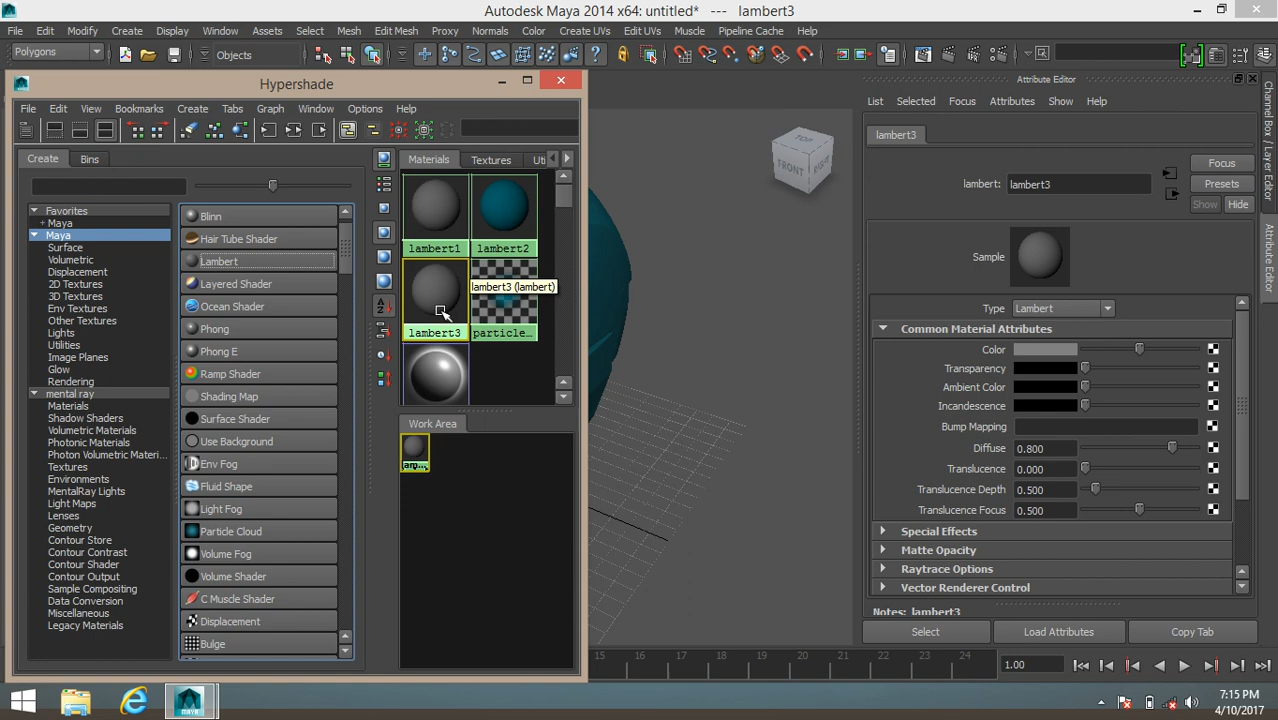 Autodesk Maya 2014 x64: untitled*   ---   lambert3
File Edit Modify Create Display Window Assets Select Mesh Edit Mesh Proxy Normals Color Create UVs Edit UVs Muscle Pipeline Cache Help
Polygons Objects
Hypershade
File Edit View Bookmarks Create Tabs Graph Window Options Help
Create Bins
Favorites
+ Maya
Maya
Surface
Volumetric
Displacement
2D Textures
3D Textures
Env Textures
Other Textures
Lights
Utilities
Image Planes
Glow
Rendering
mental ray
Materials
Shadow Shaders
Volumetric Materials
Photonic Materials
Photon Volumetric Materi...
Textures
Environments
MentalRay Lights
Light Maps
Lenses
Geometry
Contour Store
Contour Contrast
Contour Shader
Contour Output
Sample Compositing
Data Conversion
Miscellaneous
Legacy Materials
Blinn
Hair Tube Shader
Lambert
Layered Shader
Ocean Shader
Phong
Phong E
Ramp Shader
Shading Map
Surface Shader
Use Background
Env Fog
Fluid Shape
Light Fog
Particle Cloud
Volume Fog
Volume Shader
C Muscle Shader
Displacement
Bulge
Materials Textures Uti
lambert1 lambert2
lambert3 (lambert)
lambert3 particle...
Work Area
lam...
TOP
FRONT RIGHT
Attribute Editor
List Selected Focus Attributes Show Help
lambert3
lambert: lambert3
Focus
Presets
Show Hide
Sample
Type Lambert
Common Material Attributes
Color
Transparency
Ambient Color
Incandescence
Bump Mapping
Diffuse 0.800
Translucence 0.000
Translucence Depth 0.500
Translucence Focus 0.500
Special Effects
Matte Opacity
Raytrace Options
Vector Renderer Control
Notes: lambert3
Select Load Attributes Copy Tab
Channel Box / Layer Editor
Attribute Editor
15 16 17 18 19 20 21 22 23 24
1.00
MAYA
7:15 PM
4/10/2017